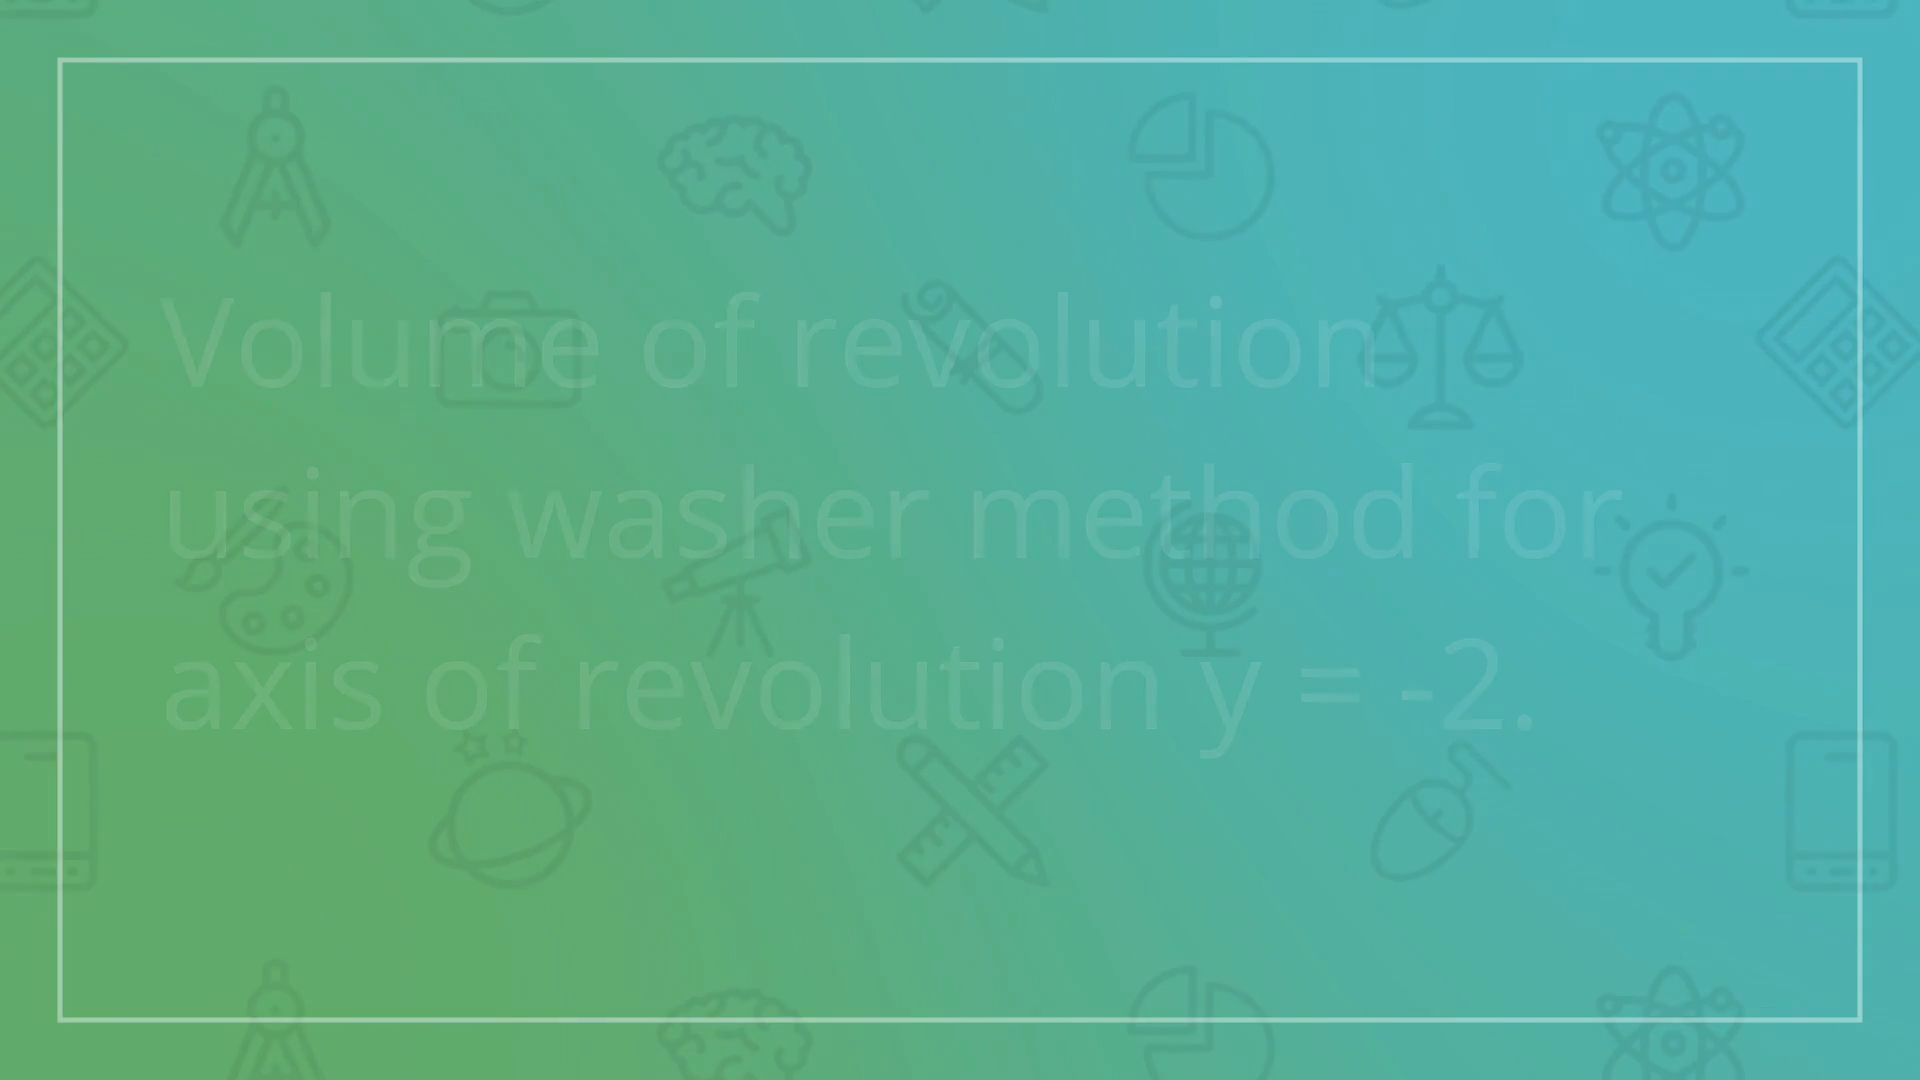 Volume of revolution
using washer method for
axis of revolution y = -2.